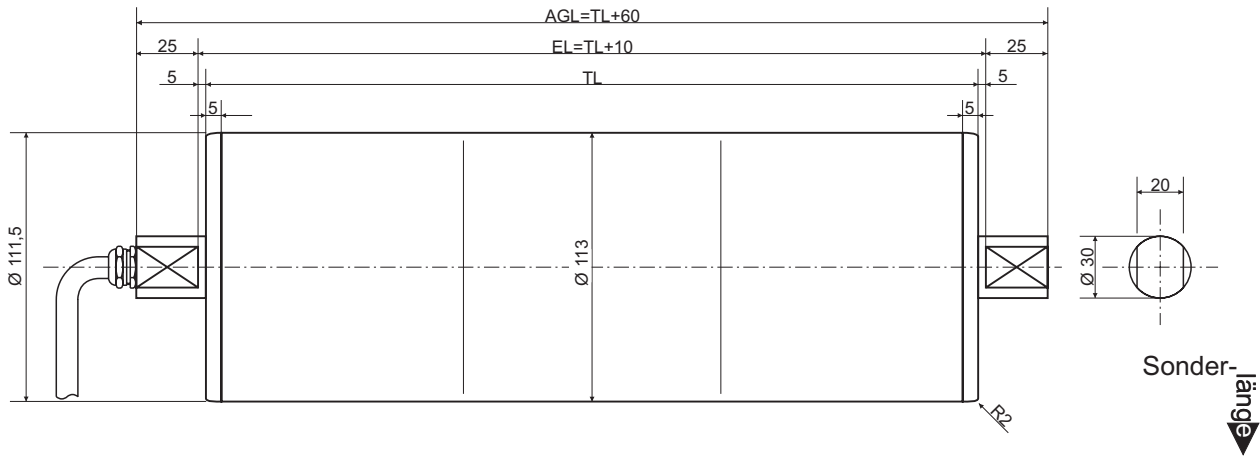 AGL=TL+60
25
EL=TL+10
25
5
TL
5
5
5
Ø 111,5
Ø 113
20
Ø 30
R2
Sonder-
länge